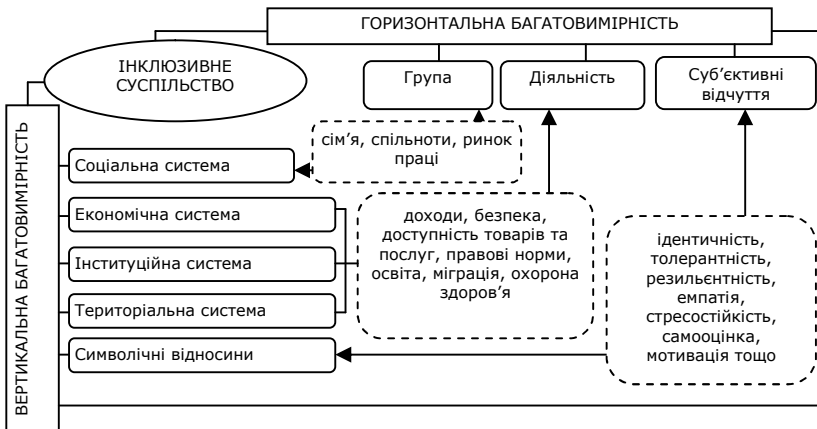 ГОРИЗОНТАЛЬНА БАГАТОВИМІРНІСТЬ
ІНКЛЮЗИВНЕ
СУСПІЛЬСТВО
Група
Діяльність
Суб’єктивні
відчуття
ВЕРТИКАЛЬНА БАГАТОВИМІРНІСТЬ
сім’я, спільноти, ринок
праці
Соціальна система
Економічна система
Інституційна система
Територіальна система
Символічні відносини
доходи, безпека,
доступність товарів та
послуг, правові норми,
освіта, міграція, охорона
здоров’я
ідентичність,
толерантність,
резильєнтність,
емпатія,
стресостійкість,
самооцінка,
мотивація тощо